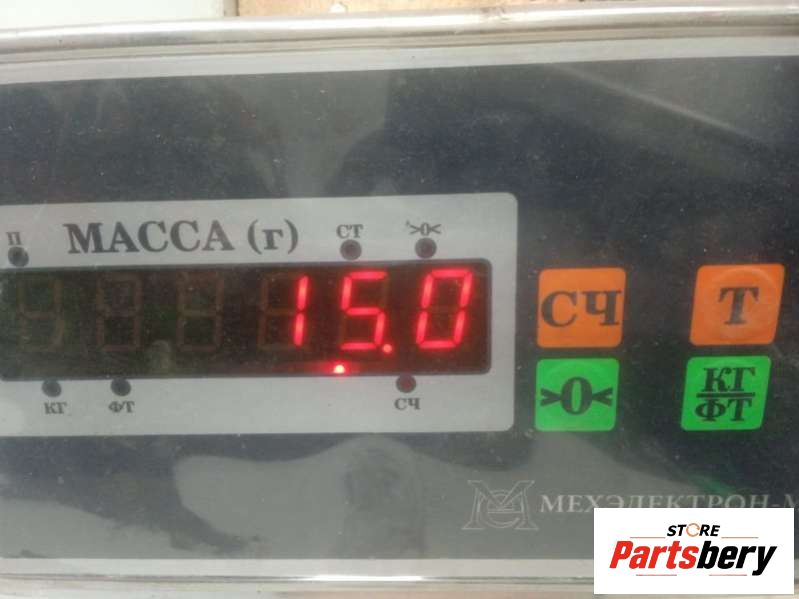 П МАССА (г) СТ >0<
15.0
КГ ФТ СЧ
СЧ Т
>0< КГ/ФТ
МЕХЭЛЕКТРОН-М
STORE
Partsbery